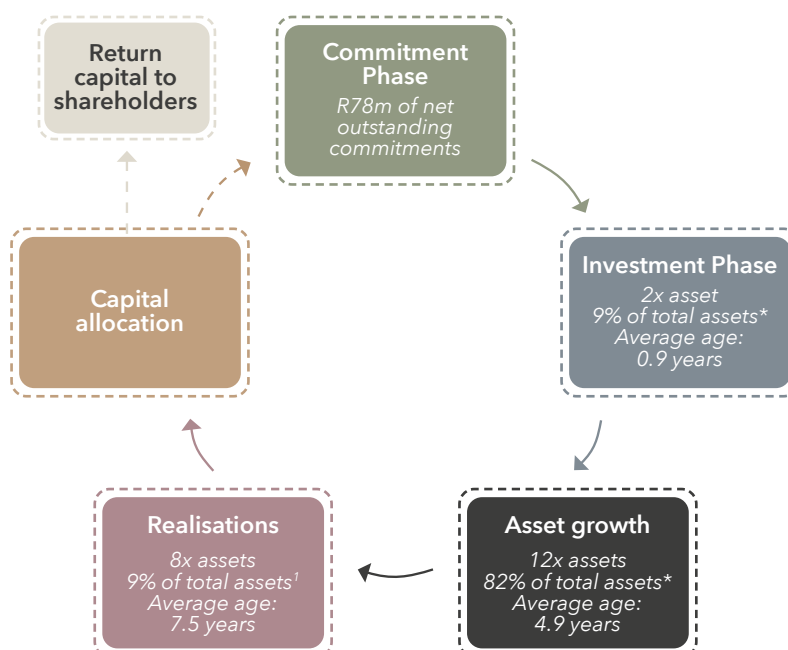 Return
capital to
shareholders
Commitment
Phase
R78m of net
outstanding
commitments
Investment Phase
2x asset
9% of total assets*
Average age:
0.9 years
Capital
allocation
Realisations
8x assets
9% of total assets¹
Average age:
7.5 years
Asset growth
12x assets
82% of total assets*
Average age:
4.9 years